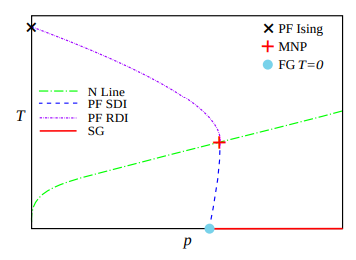 PF Ising
MNP
FG T=0
N Line
PF SDI
PF RDI
SG
T
p